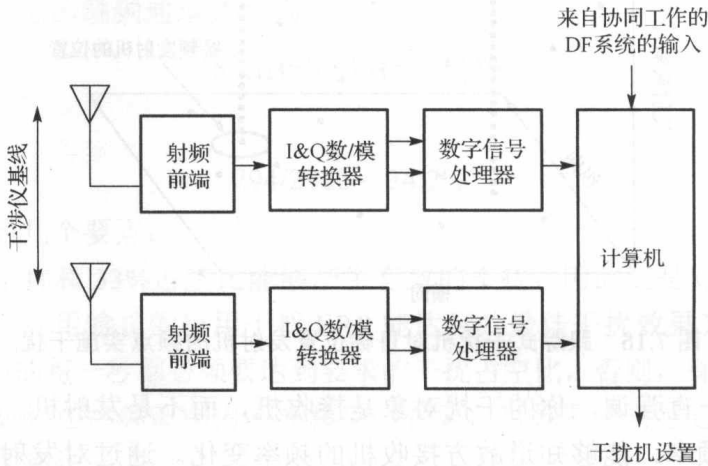 来自协同工作的
DF系统的输入
干涉仪基线
射频
前端
I&Q数/模
转换器
数字信号
处理器
计算机
射频
前端
I&Q数/模
转换器
数字信号
处理器
干扰机设置